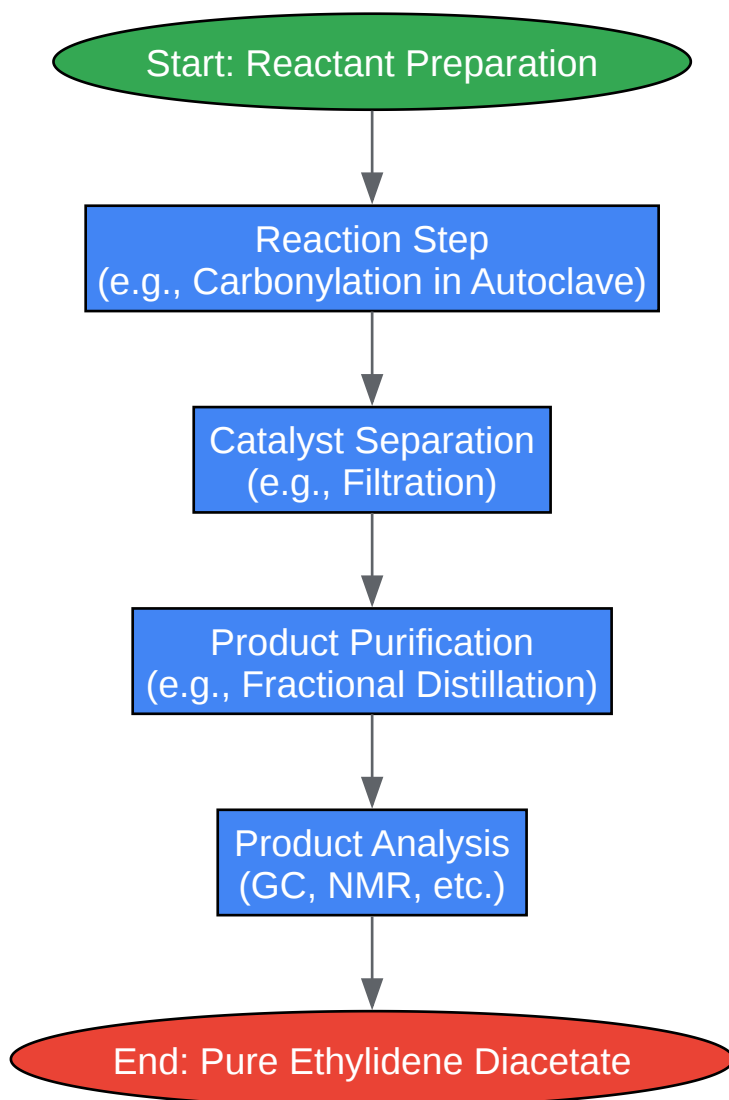 Start: Reactant Preparation
Reaction Step
(e.g., Carbonylation in Autoclave)
Catalyst Separation
(e.g., Filtration)
Product Purification
(e.g., Fractional Distillation)
Product Analysis
(GC, NMR, etc.)
End: Pure Ethylidene Diacetate